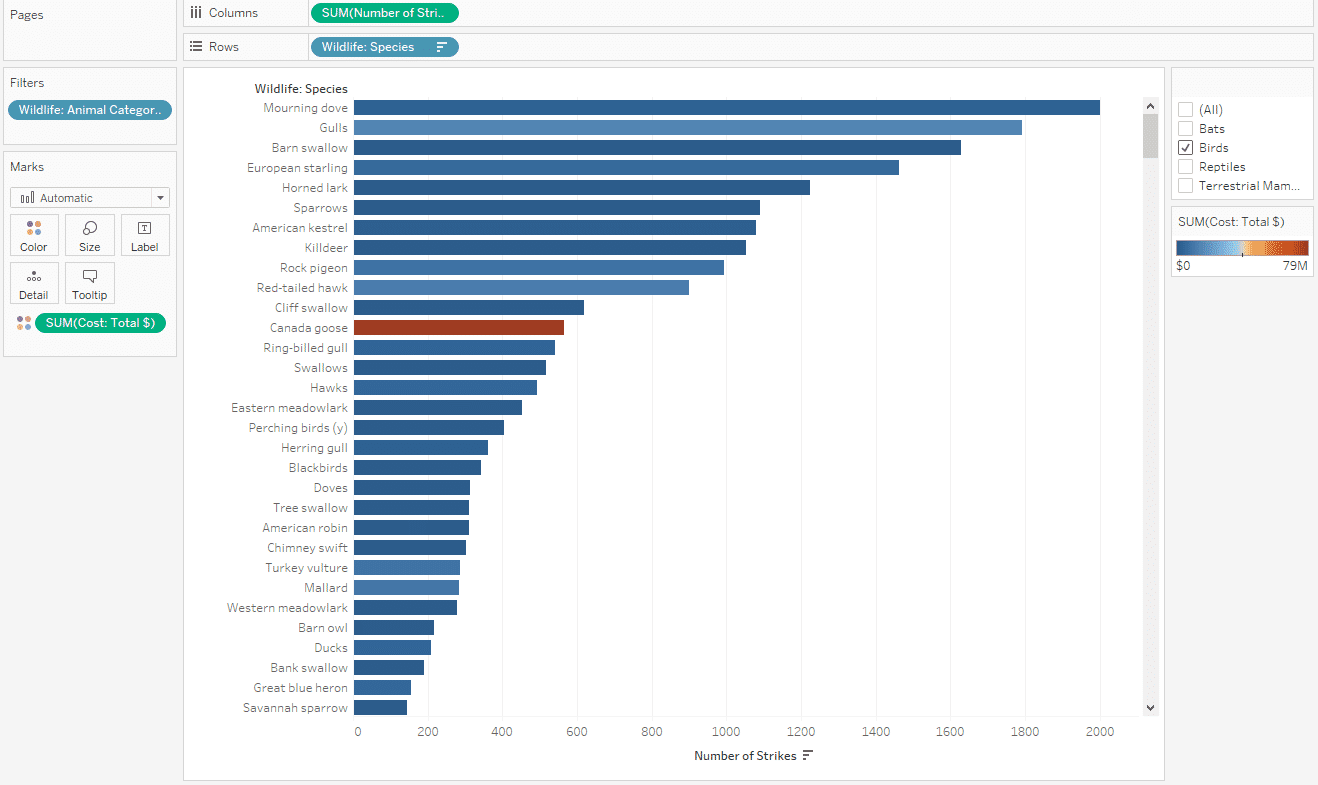 Pages
Columns
SUM(Number of Stri..
Rows
Wildlife: Species
Filters
Wildlife: Animal Categor..
Marks
Automatic
Color
Size
Label
Detail
Tooltip
SUM(Cost: Total $)
Wildlife: Species
Mourning dove
Gulls
Barn swallow
European starling
Horned lark
Sparrows
American kestrel
Killdeer
Rock pigeon
Red-tailed hawk
Cliff swallow
Canada goose
Ring-billed gull
Swallows
Hawks
Eastern meadowlark
Perching birds (y)
Herring gull
Blackbirds
Doves
Tree swallow
American robin
Chimney swift
Turkey vulture
Mallard
Western meadowlark
Barn owl
Ducks
Bank swallow
Great blue heron
Savannah sparrow
0 200 400 600 800 1000 1200 1400 1600 1800 2000
Number of Strikes
(All)
Bats
Birds
Reptiles
Terrestrial Mam...
SUM(Cost: Total $)
$0 79M